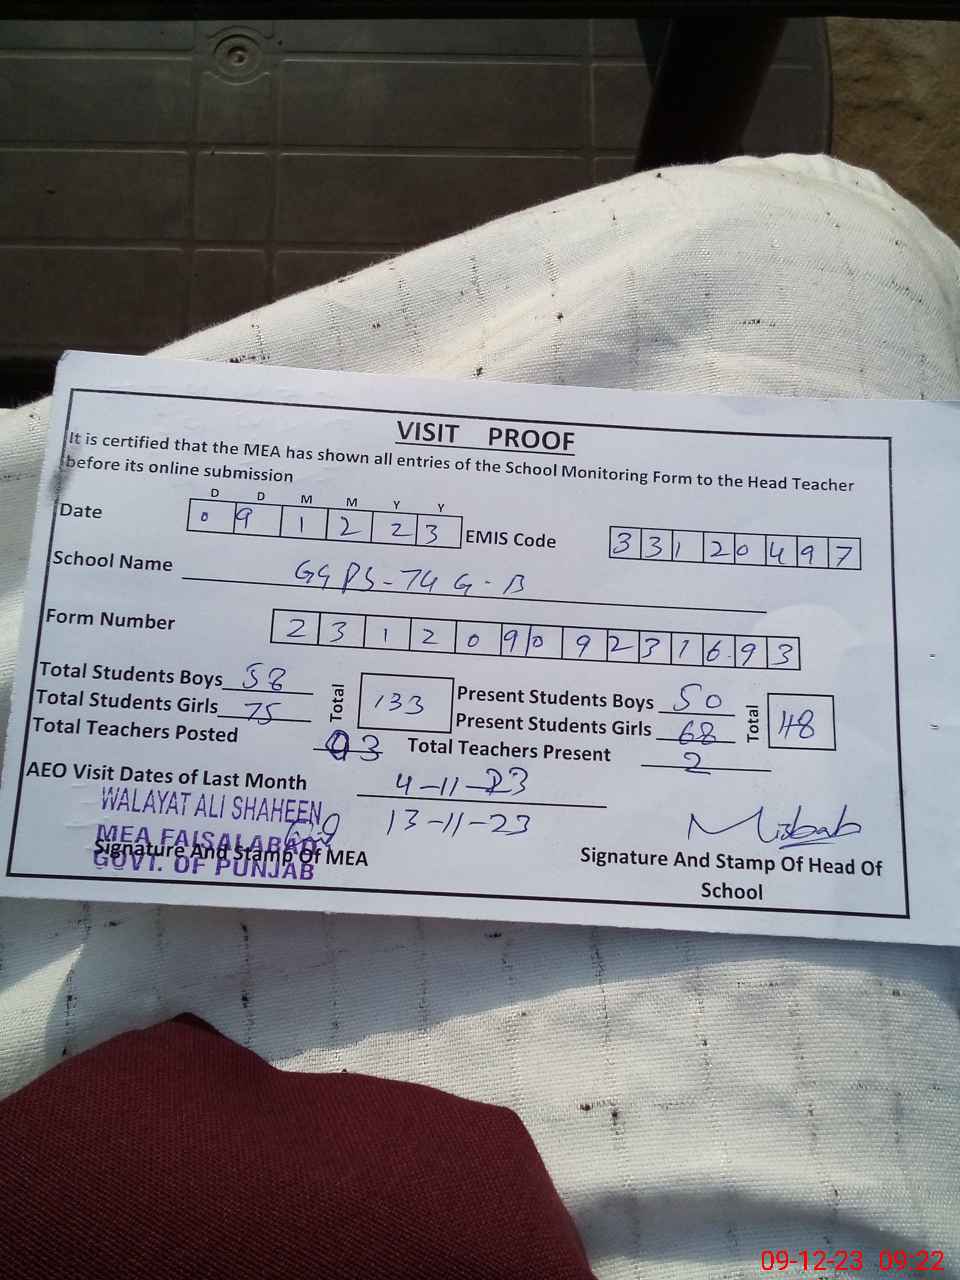 VISIT PROOF
It is certified that the MEA has shown all entries of the School Monitoring Form to the Head Teacher
before its online submission
D D M M Y Y
Date 0 9 1 2 2 3 EMIS Code 3 3 1 2 0 4 9 7
School Name GGPS-74 G-B
Form Number 2 3 1 2 0 9 0 9 2 3 1 6 9 3
Total Students Boys 58 Total 133 Present Students Boys 50 Total 118
Total Students Girls 75 Present Students Girls 68
Total Teachers Posted 03 Total Teachers Present 2
AEO Visit Dates of Last Month 4-11-23
13-11-23
WALAYAT ALI SHAHEEN
MEA FAISALABAD
GOVT. OF PUNJAB
Signature And Stamp Of MEA
Misbah
Signature And Stamp Of Head Of
School
09-12-23 09:22